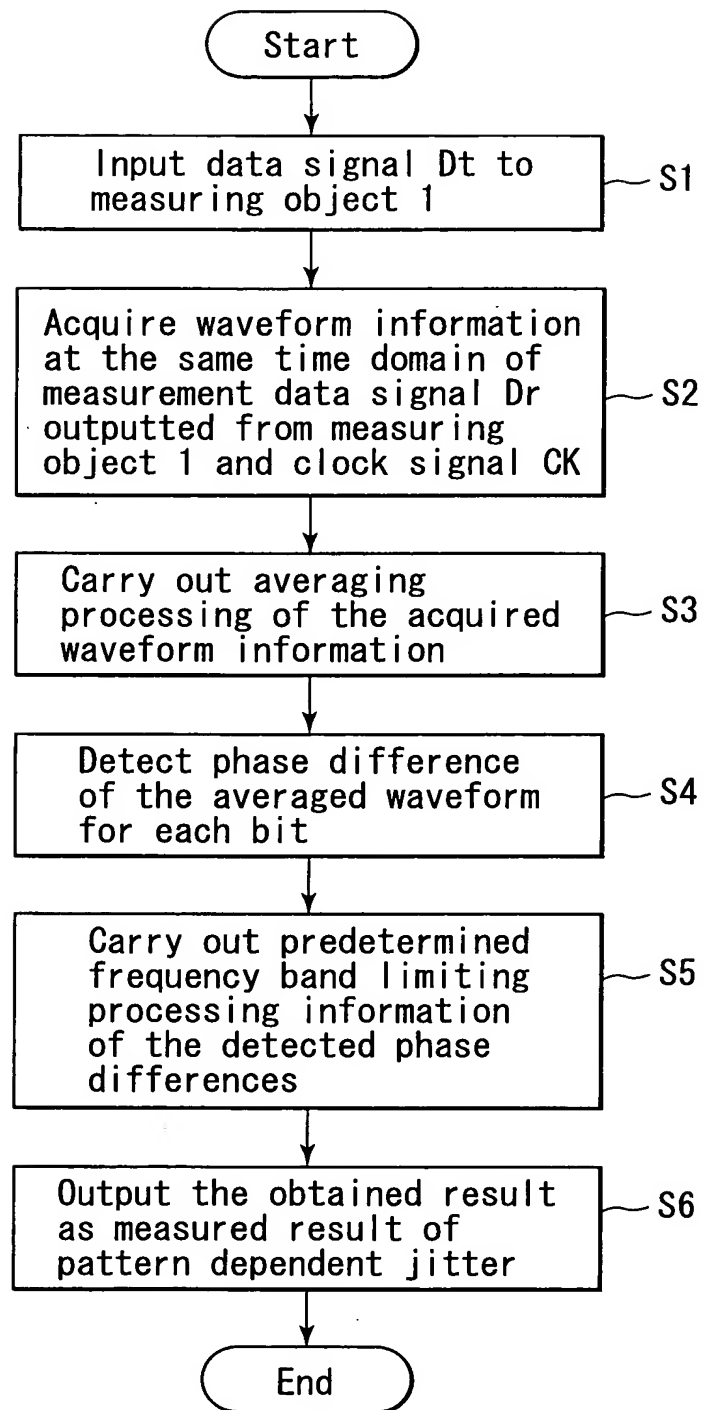 Start
Input data signal Dt to
measuring object 1
S1
Acquire waveform information
at the same time domain of
measurement data signal Dr
outputted from measuring
object 1 and clock signal CK
S2
Carry out averaging
processing of the acquired
waveform information
S3
Detect phase difference
of the averaged waveform
for each bit
S4
Carry out predetermined
frequency band limiting
processing information
of the detected phase
differences
S5
Output the obtained result
as measured result of
pattern dependent jitter
S6
End